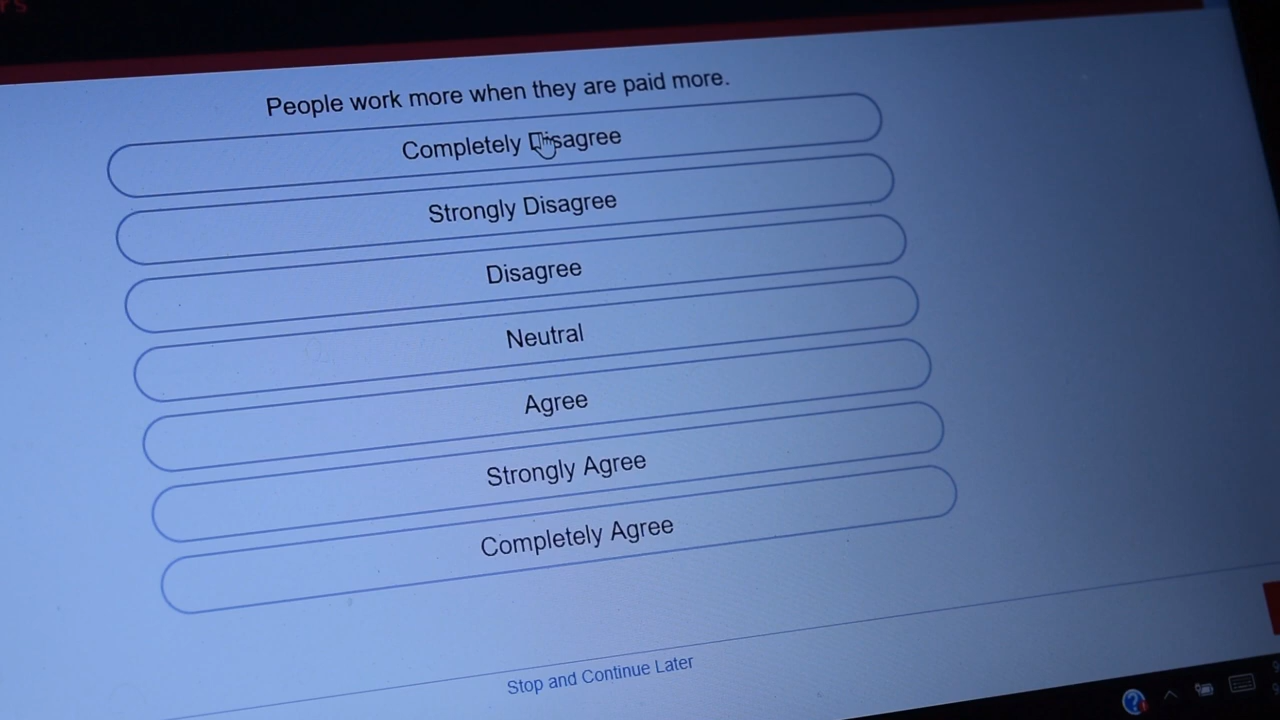 People work more when they are paid more.
Completely Disagree
Strongly Disagree
Disagree
Neutral
Agree
Strongly Agree
Completely Agree
Stop and Continue Later